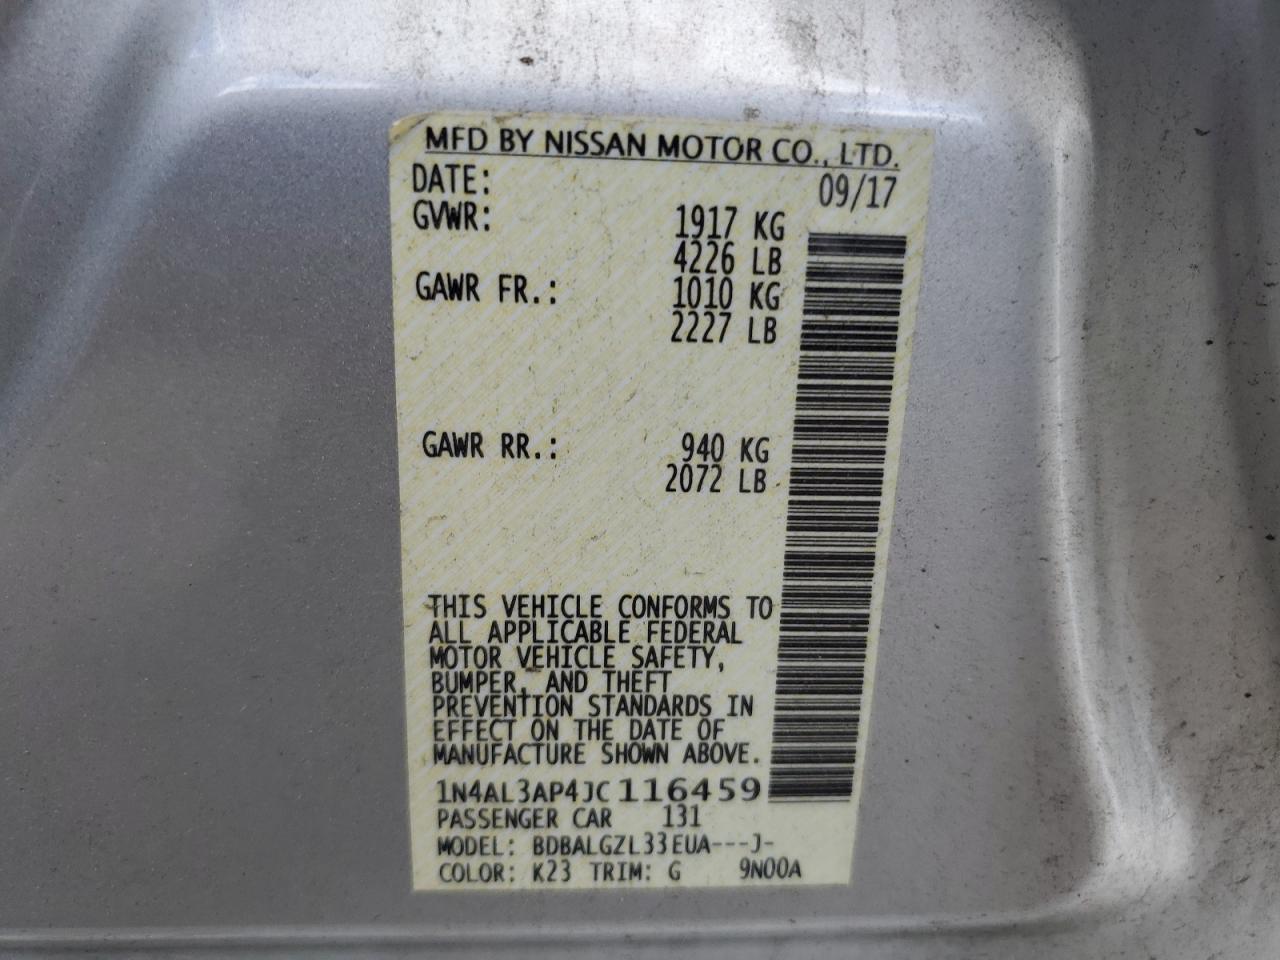 MFD BY NISSAN MOTOR CO., LTD.
DATE: 09/17
GVWR: 1917 KG
4226 LB
GAWR FR.: 1010 KG
2227 LB
GAWR RR.: 940 KG
2072 LB
THIS VEHICLE CONFORMS TO
ALL APPLICABLE FEDERAL
MOTOR VEHICLE SAFETY,
BUMPER, AND THEFT
PREVENTION STANDARDS IN
EFFECT ON THE DATE OF
MANUFACTURE SHOWN ABOVE.
1N4AL3AP4JC116459
PASSENGER CAR 131
MODEL: BDBALGZL33EUA---J-
COLOR: K23 TRIM: G 9N00A